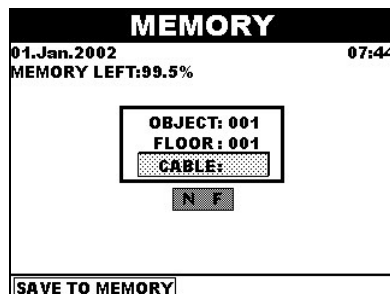 MEMORY
01.Jan.2002 07:44
MEMORY LEFT:99.5%
OBJECT: 001
FLOOR: 001
CABLE:
N F
SAVE TO MEMORY